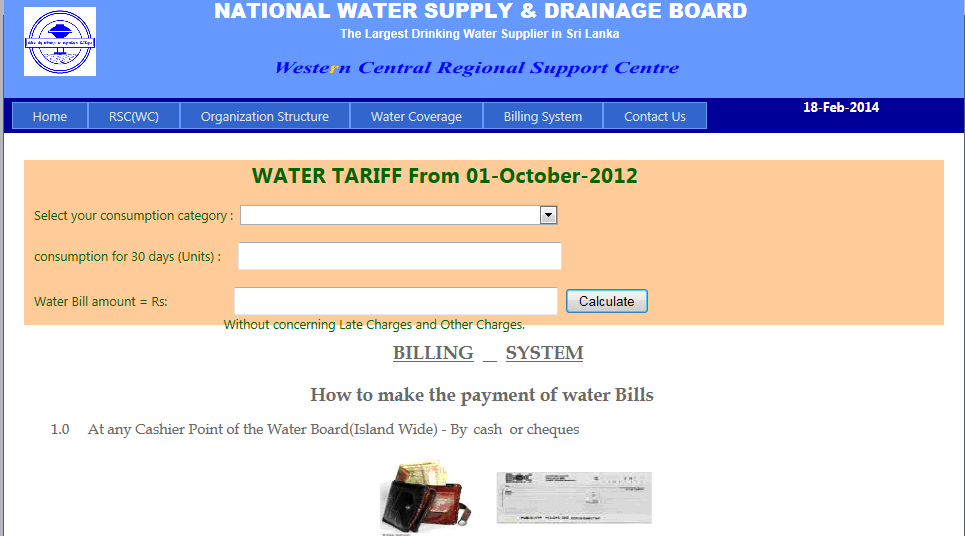 NATIONAL WATER SUPPLY & DRAINAGE BOARD
The Largest Drinking Water Supplier in Sri Lanka
Western Central Regional Support Centre
Home RSC(WC) Organization Structure Water Coverage Billing System Contact Us 18-Feb-2014
WATER TARIFF From 01-October-2012
Select your consumption category :
consumption for 30 days (Units) :
Water Bill amount = Rs: Calculate
Without concerning Late Charges and Other Charges.
BILLING _ SYSTEM
How to make the payment of water Bills
1.0 At any Cashier Point of the Water Board(Island Wide) - By cash or cheques